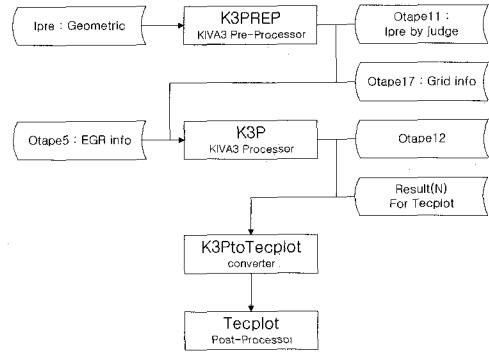 Ipre : Geometric
K3PREP
KIVA3 Pre-Processor
Otape11 :
Ipre by judge
Otape17 : Grid info
Otape5 : EGR info
K3P
KIVA3 Processor
Otape12
Result(N)
For Tecplot
K3PtoTecplot
converter
Tecplot
Post-Processor